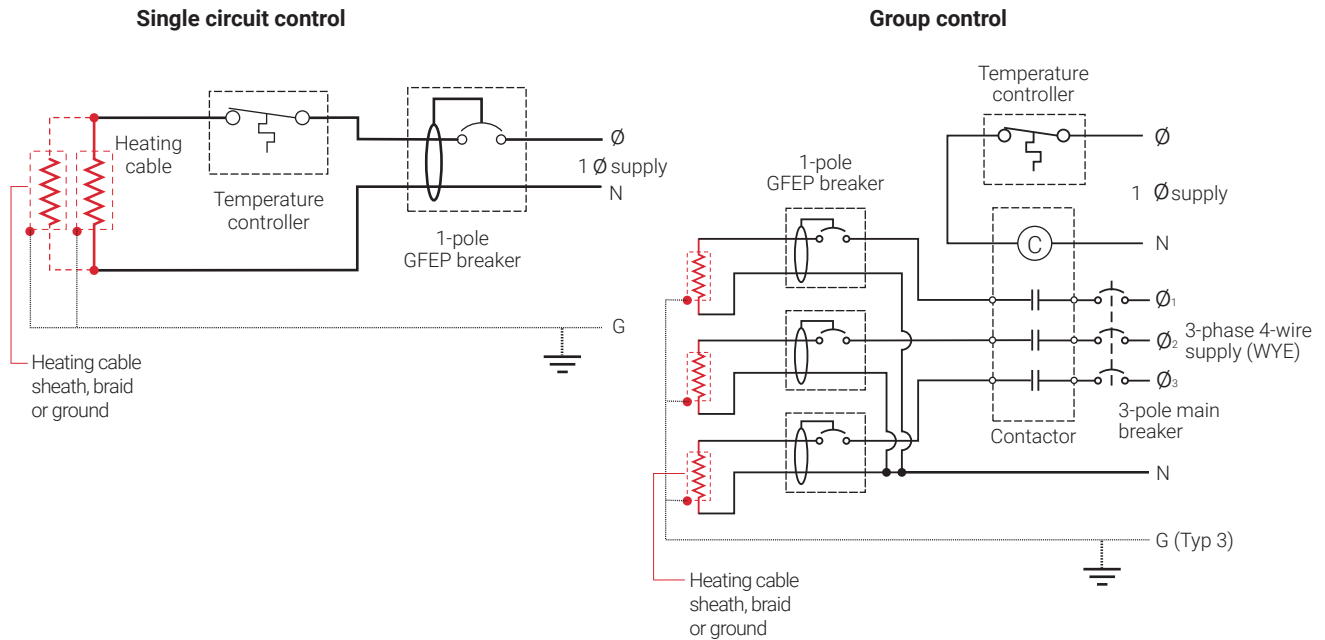 Single circuit control
Heating
cable
Temperature
controller
1-pole
GFEP breaker
Ø
1 Ø supply
N
G
Heating cable
sheath, braid
or ground
Group control
Temperature
controller
Ø
1 Ø supply
N
C
1-pole
GFEP breaker
Ø1
Ø2
Ø3
3-phase 4-wire
supply (WYE)
3-pole main
breaker
Contactor
N
G (Typ 3)
Heating cable
sheath, braid
or ground